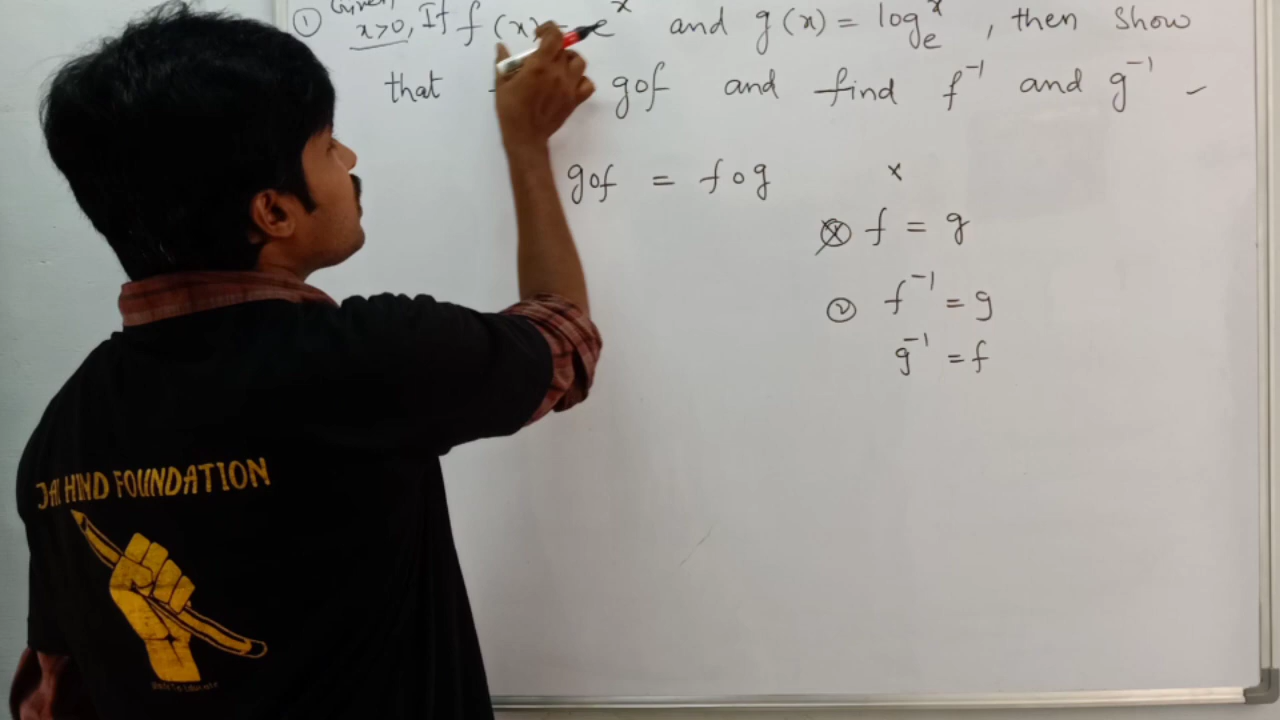 ① Given,
x>0, If f(x) = e^x and g(x) = log_e^x, then show
that gof and find f⁻¹ and g⁻¹
gof = fog x
ⓧ f = g
② f⁻¹ = g
g⁻¹ = f
HIND FOUNDATION